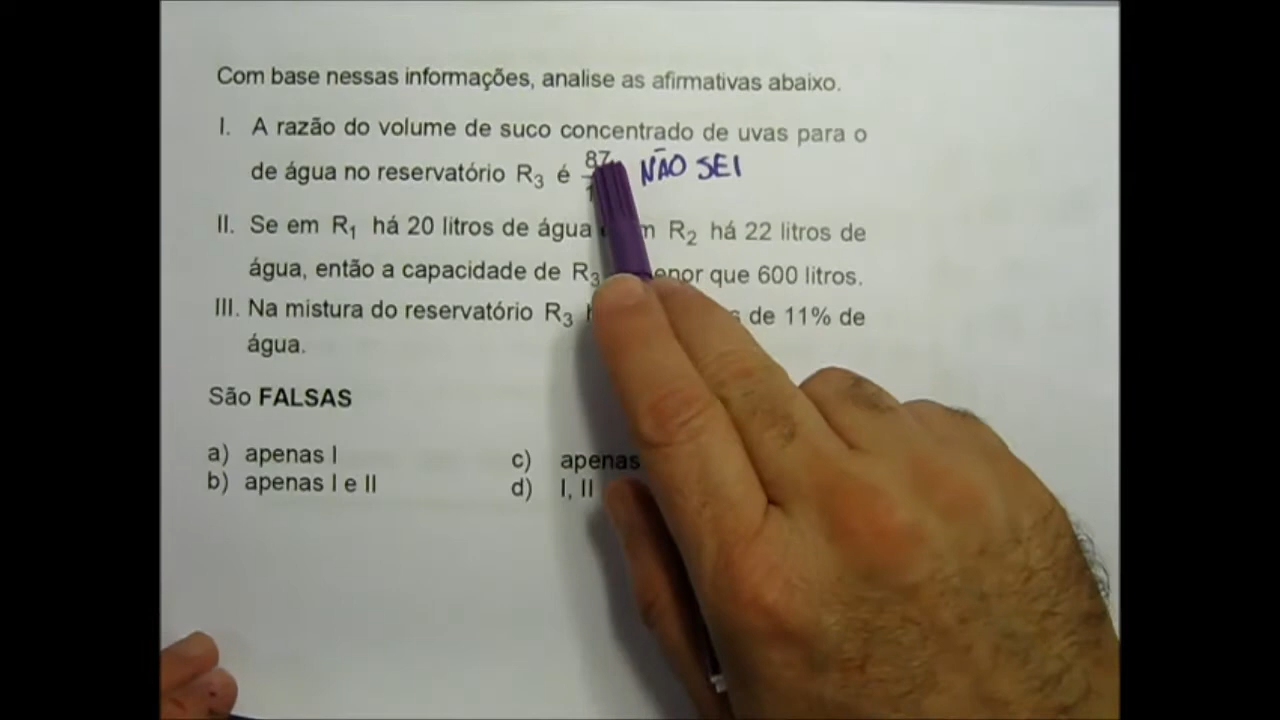 Com base nessas informações, analise as afirmativas abaixo.
I. A razão do volume de suco concentrado de uvas para o
de água no reservatório R3 é 87 NÃO SEI
II. Se em R1 há 20 litros de água R2 há 22 litros de
água, então a capacidade de R3 que 600 litros.
III. Na mistura do reservatório R3 de 11% de
água.
São FALSAS
a) apenas I
c) apenas
b) apenas I e II
d) I, II